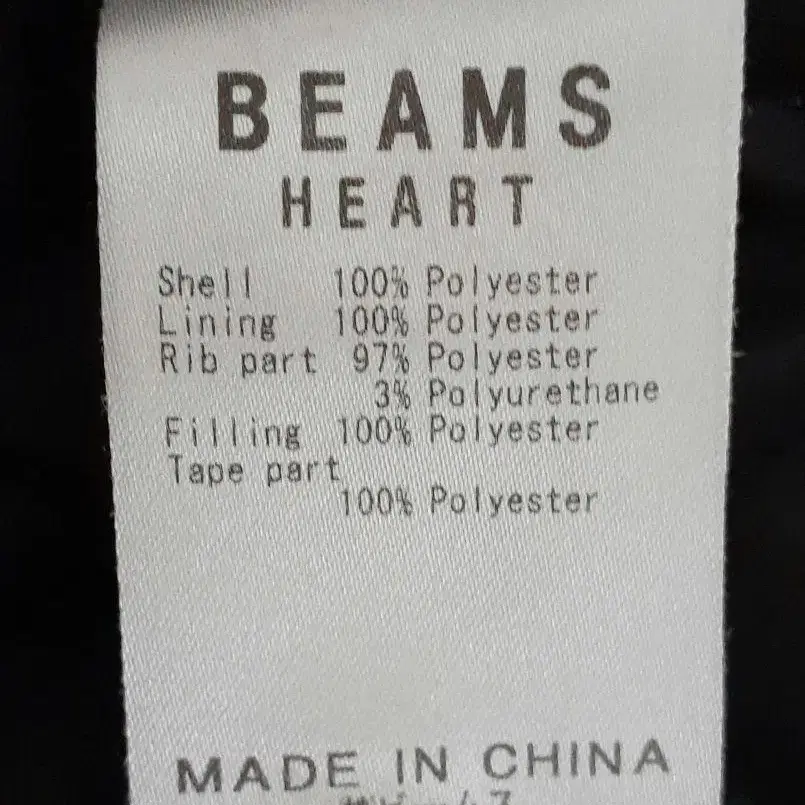 BEAMS
HEART
Shell 100% Polyester
Lining 100% Polyester
Rib part 97% Polyester
3% Polyurethane
Filling 100% Polyester
Tape part
100% Polyester
MADE IN CHINA